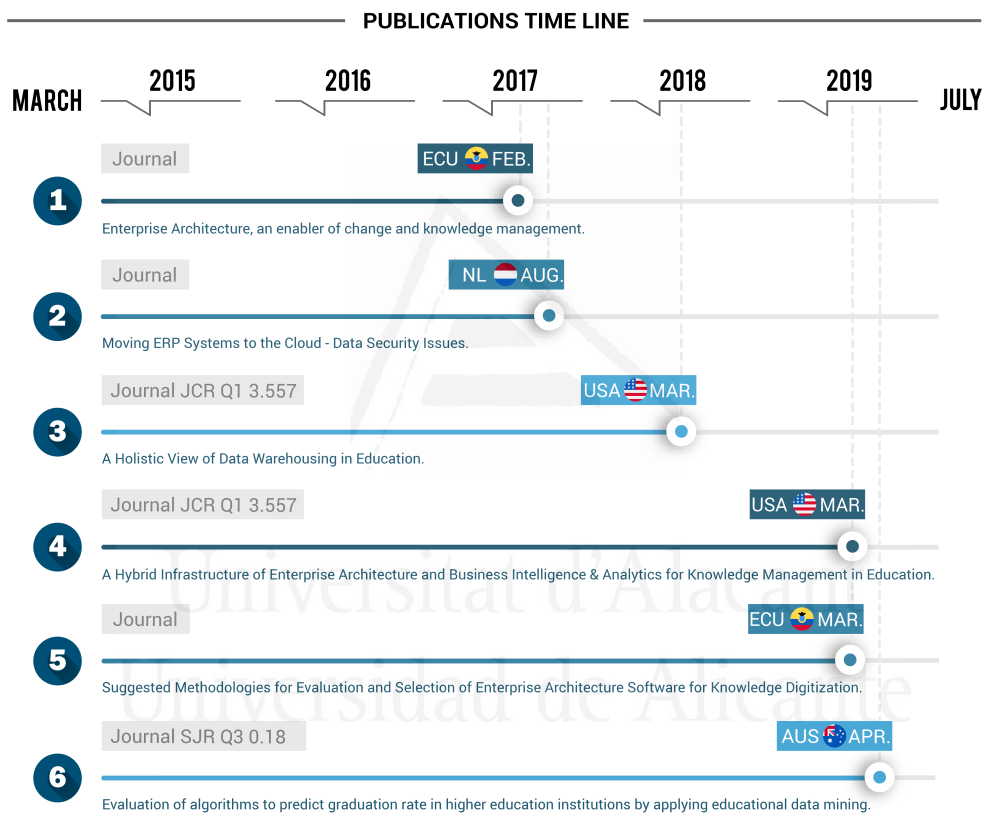 PUBLICATIONS TIME LINE
MARCH 2015 2016 2017 2018 2019 JULY
Journal ECU FEB.
1
Enterprise Architecture, an enabler of change and knowledge management.
Journal NL AUG.
2
Moving ERP Systems to the Cloud - Data Security Issues.
Journal JCR Q1 3.557 USA MAR.
3
A Holistic View of Data Warehousing in Education.
Journal JCR Q1 3.557 USA MAR.
4
A Hybrid Infrastructure of Enterprise Architecture and Business Intelligence & Analytics for Knowledge Management in Education.
Universitat d'Alacant
Journal ECU MAR.
5
Suggested Methodologies for Evaluation and Selection of Enterprise Architecture Software for Knowledge Digitization.
Universidad de Alicante
Journal SJR Q3 0.18 AUS APR.
6
Evaluation of algorithms to predict graduation rate in higher education institutions by applying educational data mining.